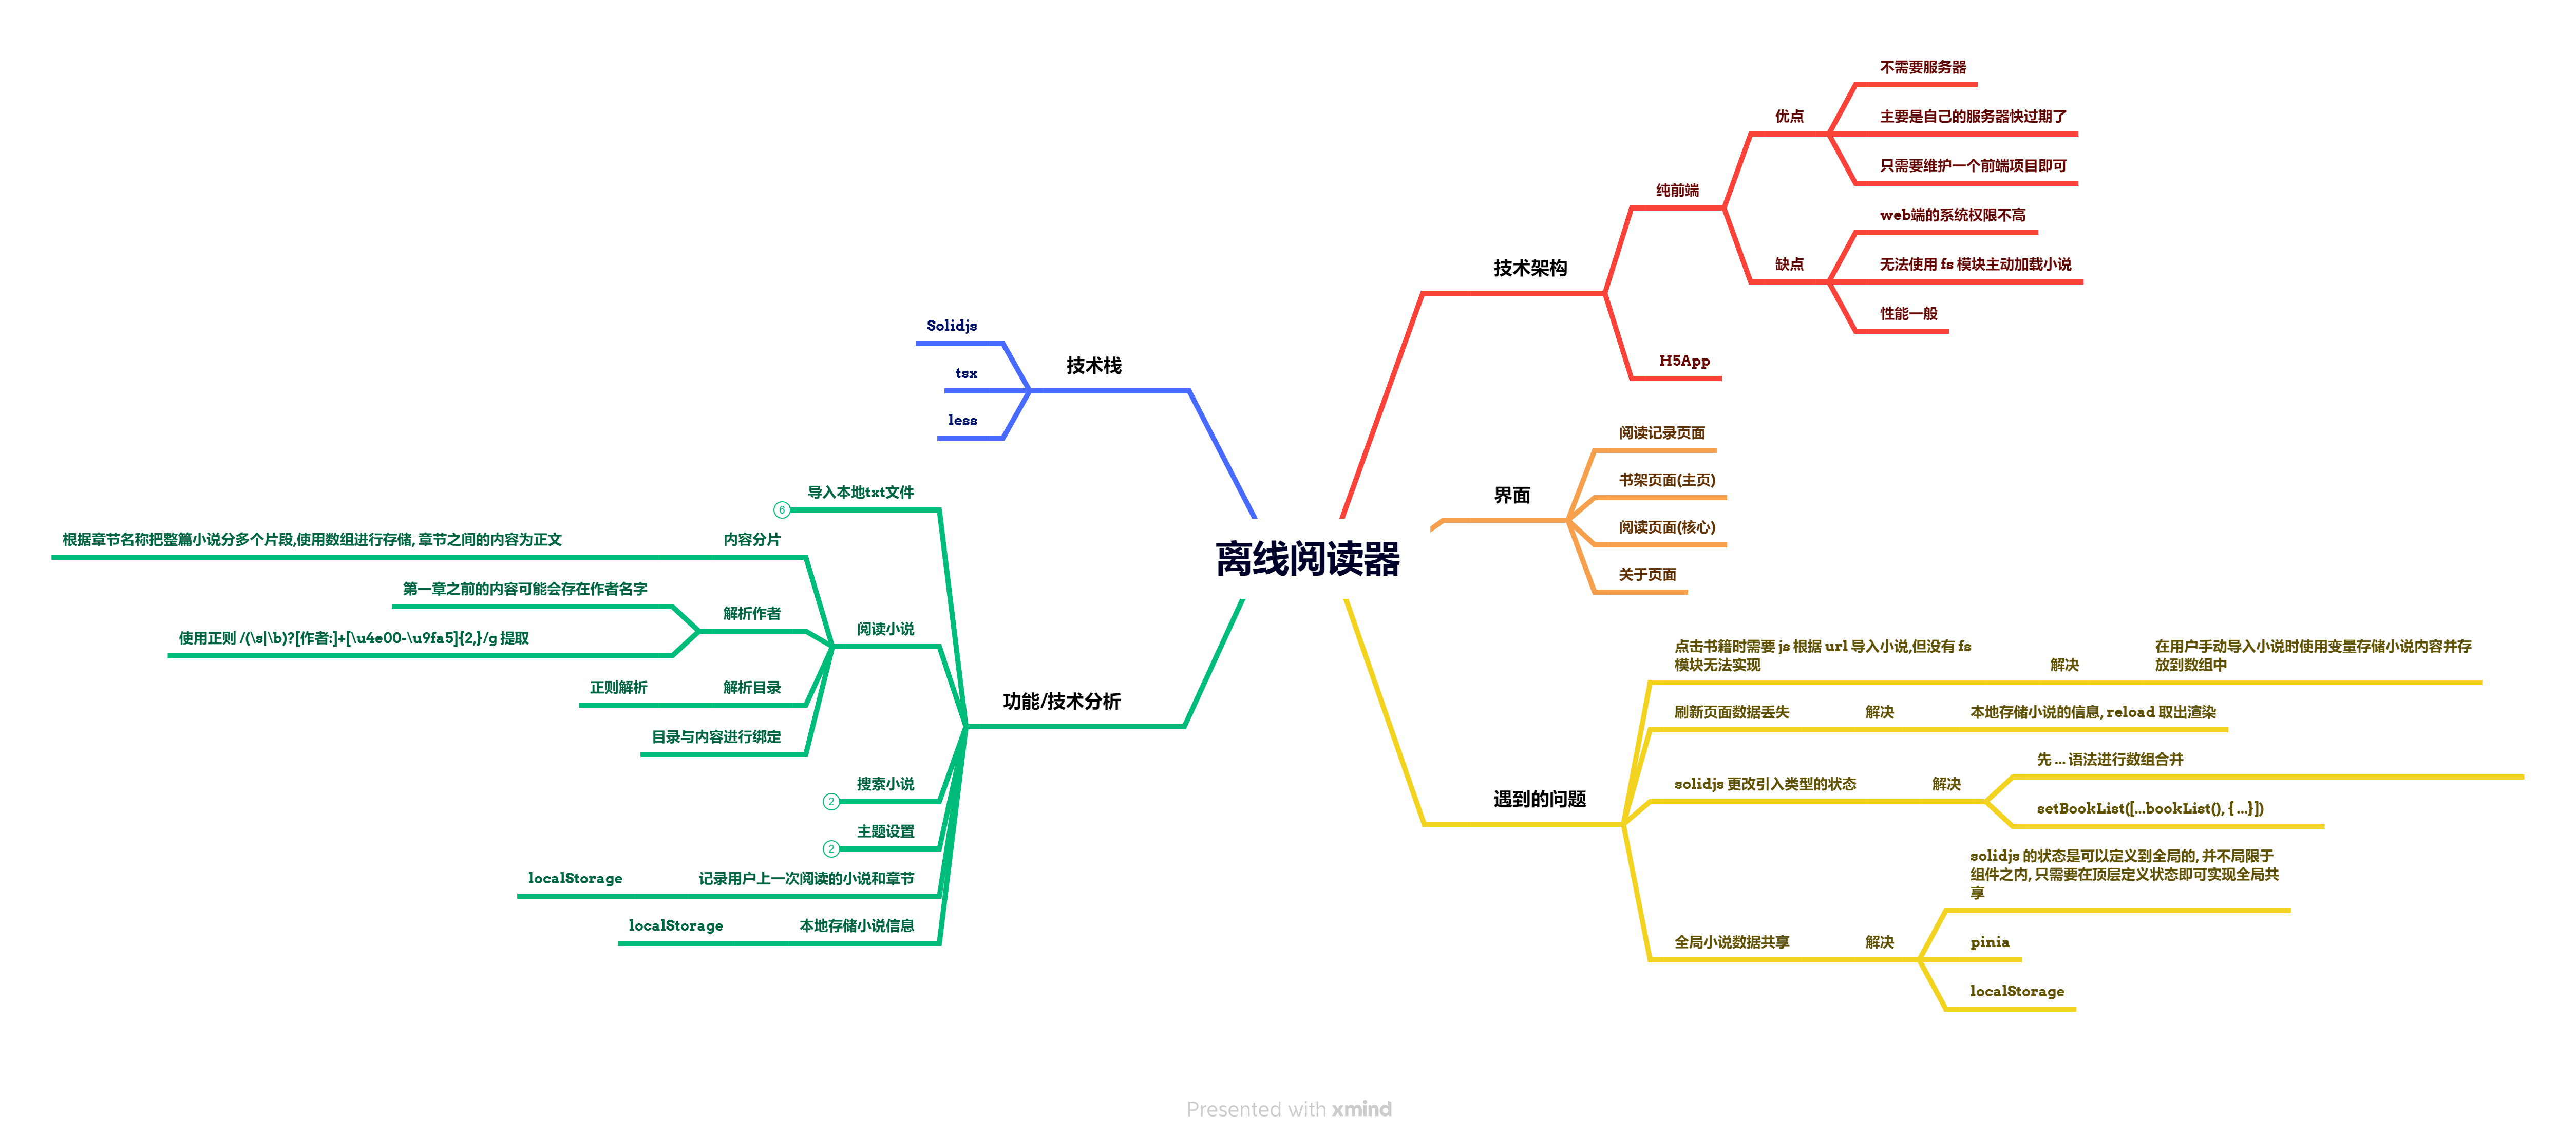 离线阅读器
技术架构
纯前端
优点
不需要服务器
主要是自己的服务器快过期了
只需要维护一个前端项目即可
缺点
web端的系统权限不高
无法使用 fs 模块主动加载小说
性能一般
H5App
界面
阅读记录页面
书架页面(主页)
阅读页面(核心)
关于页面
遇到的问题
点击书籍时需要 js 根据 url 导入小说,但没有 fs
模块无法实现
解决
在用户手动导入小说时使用变量存储小说内容并存
放到数组中
刷新页面数据丢失
解决
本地存储小说的信息, reload 取出渲染
solidjs 更改引入类型的状态
解决
先 ... 语法进行数组合并
setBookList([...bookList(), { ...}])
全局小说数据共享
解决
solidjs 的状态是可以定义到全局的, 并不局限于
组件之内, 只需要在顶层定义状态即可实现全局共
享
pinia
localStorage
技术栈
Solidjs
tsx
less
功能/技术分析
导入本地txt文件
6
阅读小说
内容分片
根据章节名称把整篇小说分多个片段,使用数组进行存储, 章节之间的内容为正文
解析作者
第一章之前的内容可能会存在作者名字
使用正则 /(\s|\b)?[作者:]+[\u4e00-\u9fa5]{2,}/g 提取
解析目录
正则解析
目录与内容进行绑定
搜索小说
2
主题设置
2
记录用户上一次阅读的小说和章节
localStorage
本地存储小说信息
localStorage
Presented with xmind